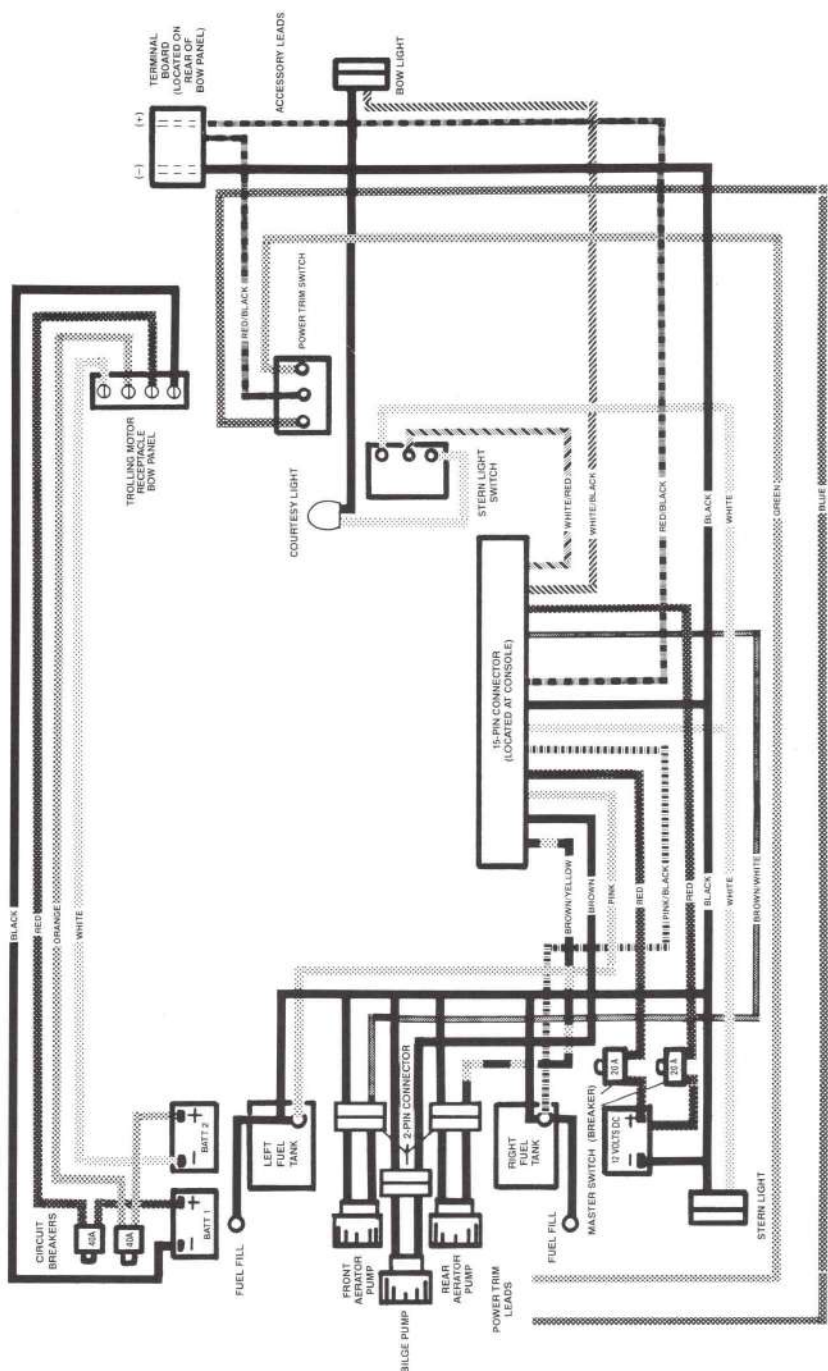 TERMINAL
BOARD
(LOCATED ON
REAR OF
BOW PANEL)
(+)
(−)
ACCESSORY LEADS
BOW LIGHT
BLACK
RED
ORANGE
WHITE
TROLLING MOTOR
RECEPTACLE
BOW PANEL
RED/BLACK
POWER TRIM SWITCH
COURTESY LIGHT
STERN LIGHT
SWITCH
WHITE/RED
WHITE/BLACK
RED/BLACK
BLACK
WHITE
GREEN
BLUE
15-PIN CONNECTOR
(LOCATED AT CONSOLE)
BROWN/YELLOW
BROWN
PINK
RED
PINK/BLACK
RED
BLACK
WHITE
BROWN/WHITE
CIRCUIT
BREAKERS
40A
40A
− +
BATT 1
− +
BATT 2
FUEL FILL
LEFT
FUEL
TANK
FRONT
AERATOR
PUMP
2-PIN CONNECTOR
BILGE PUMP
REAR
AERATOR
PUMP
RIGHT
FUEL
TANK
FUEL FILL
POWER TRIM
LEADS
MASTER SWITCH (BREAKER)
20 A
20 A
− +
12 VOLTS DC
STERN LIGHT